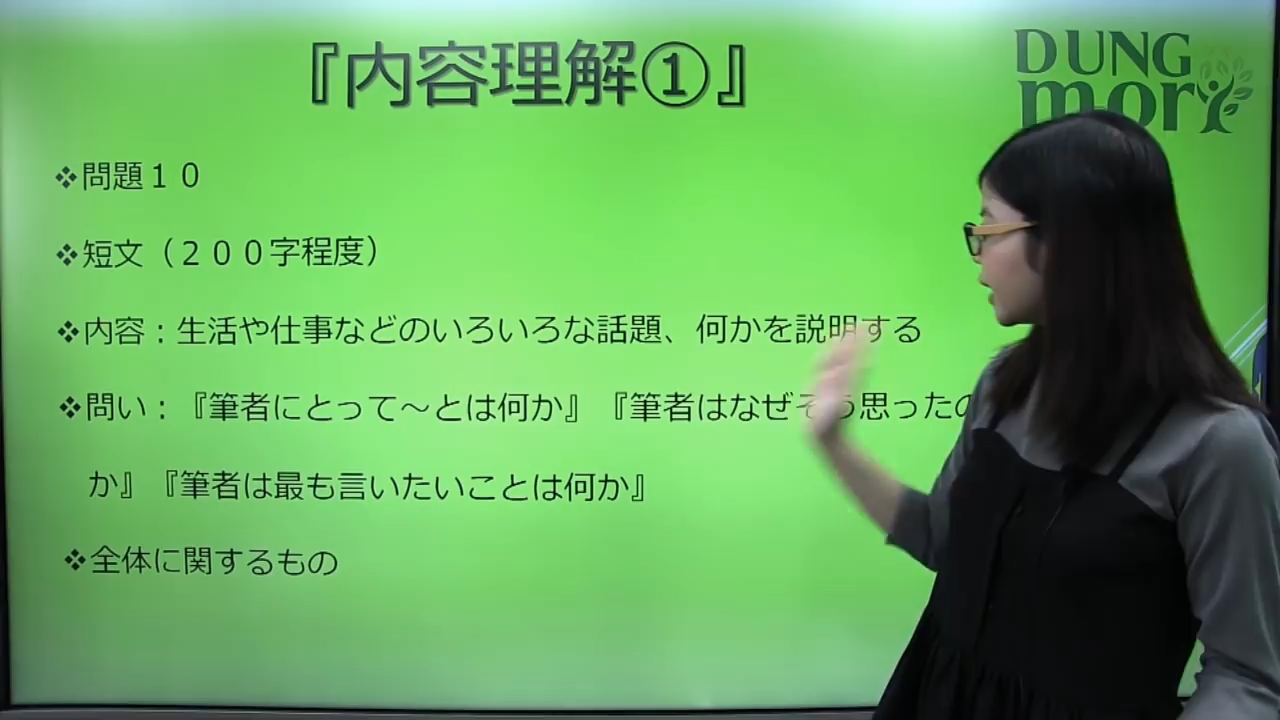 『内容理解①』
DUNG
mori
❖問題１０
❖短文（２００字程度）
❖内容：生活や仕事などのいろいろな話題、何かを説明する
❖問い：『筆者にとって～とは何か』『筆者はなぜそう思ったの
か』『筆者は最も言いたいことは何か』
❖全体に関するもの